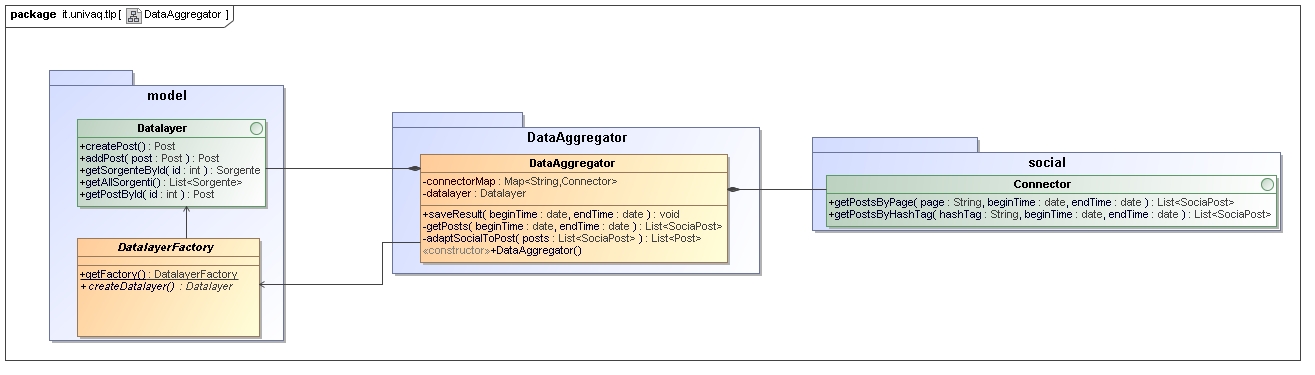 package it.univaq.tlp [ DataAggregator ]
model
Datalayer
+createPost() : Post
+addPost( post : Post ) : Post
+getSorgenteById( id : int ) : Sorgente
+getAllSorgenti() : List<Sorgente>
+getPostById( id : int ) : Post
DatalayerFactory
+getFactory() : DatalayerFactory
+createDatalayer() : Datalayer
DataAggregator
DataAggregator
-connectorMap : Map<String,Connector>
-datalayer : Datalayer
+saveResult( beginTime : date, endTime : date ) : void
-getPosts( beginTime : date, endTime : date ) : List<SociaPost>
-adaptSocialToPost( posts : List<SociaPost> ) : List<Post>
«constructor»+DataAggregator()
social
Connector
+getPostsByPage( page : String, beginTime : date, endTime : date ) : List<SociaPost>
+getPostsByHashTag( hashTag : String, beginTime : date, endTime : date ) : List<SociaPost>